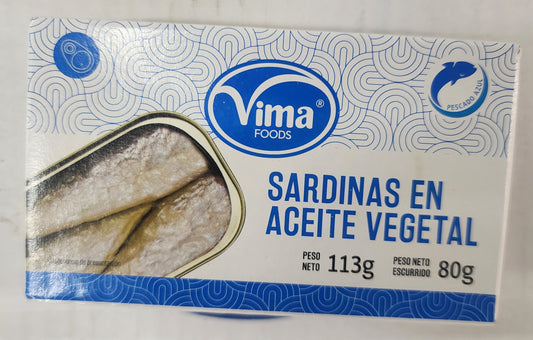 Vima®
FOODS
PESCADO AZUL
SARDINAS EN
ACEITE VEGETAL
PESO
NETO 113g
PESO NETO
ESCURRIDO 80g